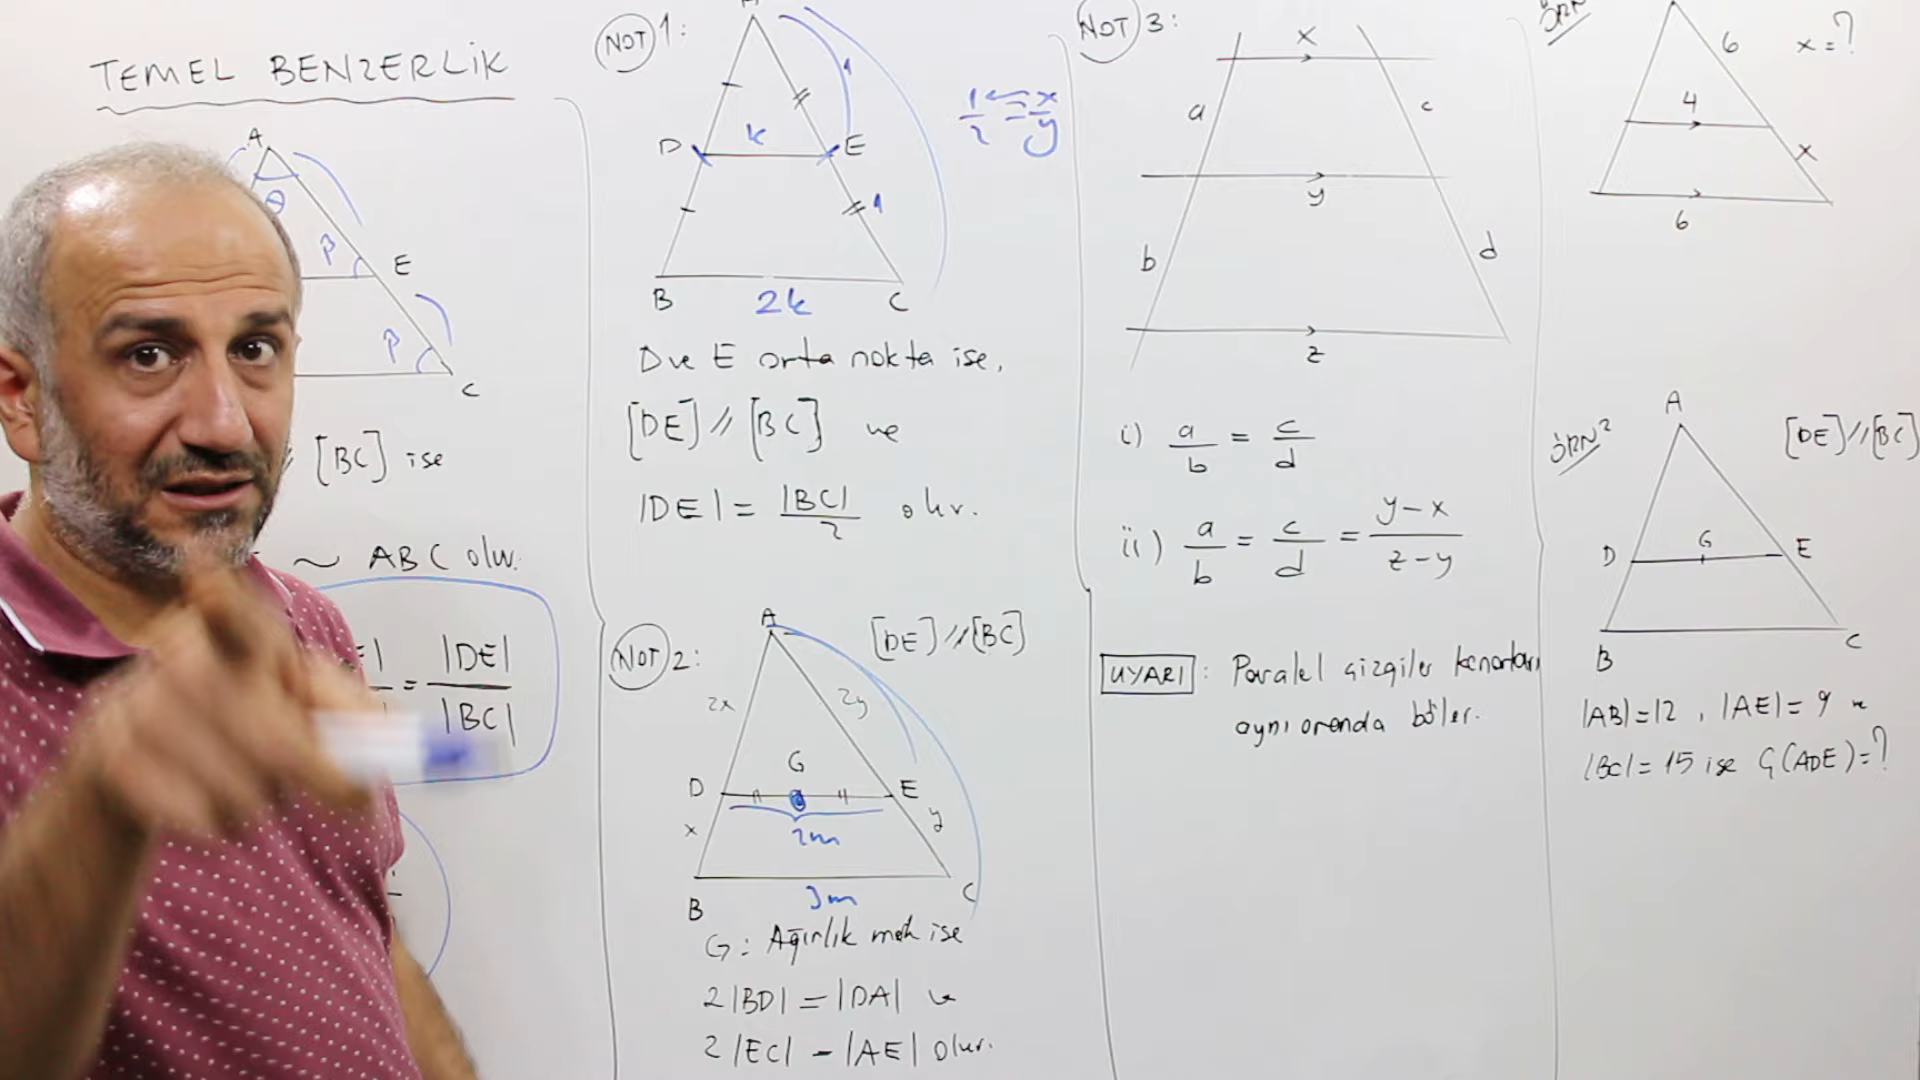 TEMEL BENZERLİK
A
θ
β
E
β
C
[BC] ise
~ ABC olur.
= |DE|
|BC|
NOT 1:
1
D
k
E
1
B
2k
C
1/2 = x/y
D ve E orta nokta ise,
[DE] // [BC] ve
|DE| = |BC|/2 olur.
NOT 2:
A
[DE] // [BC]
2x
2y
G
D
E
x
2m
y
B
3m
C
G: Ağırlık mek ise
2|BD| = |DA| ve
2|EC| = |AE| olur.
NOT 3:
x
a
c
y
b
d
z
i) a/b = c/d
ii) a/b = c/d = y-x/z-y
UYARI : Paralel çizgiler kenarları
aynı oranda böler.
ÖRN
6
x=?
4
x
6
ÖRN 2
A
[DE] // [BC]
D
G
E
B
C
|AB|=12 , |AE|=9 ve
|BC|=15 ise Ç(ADE)=?